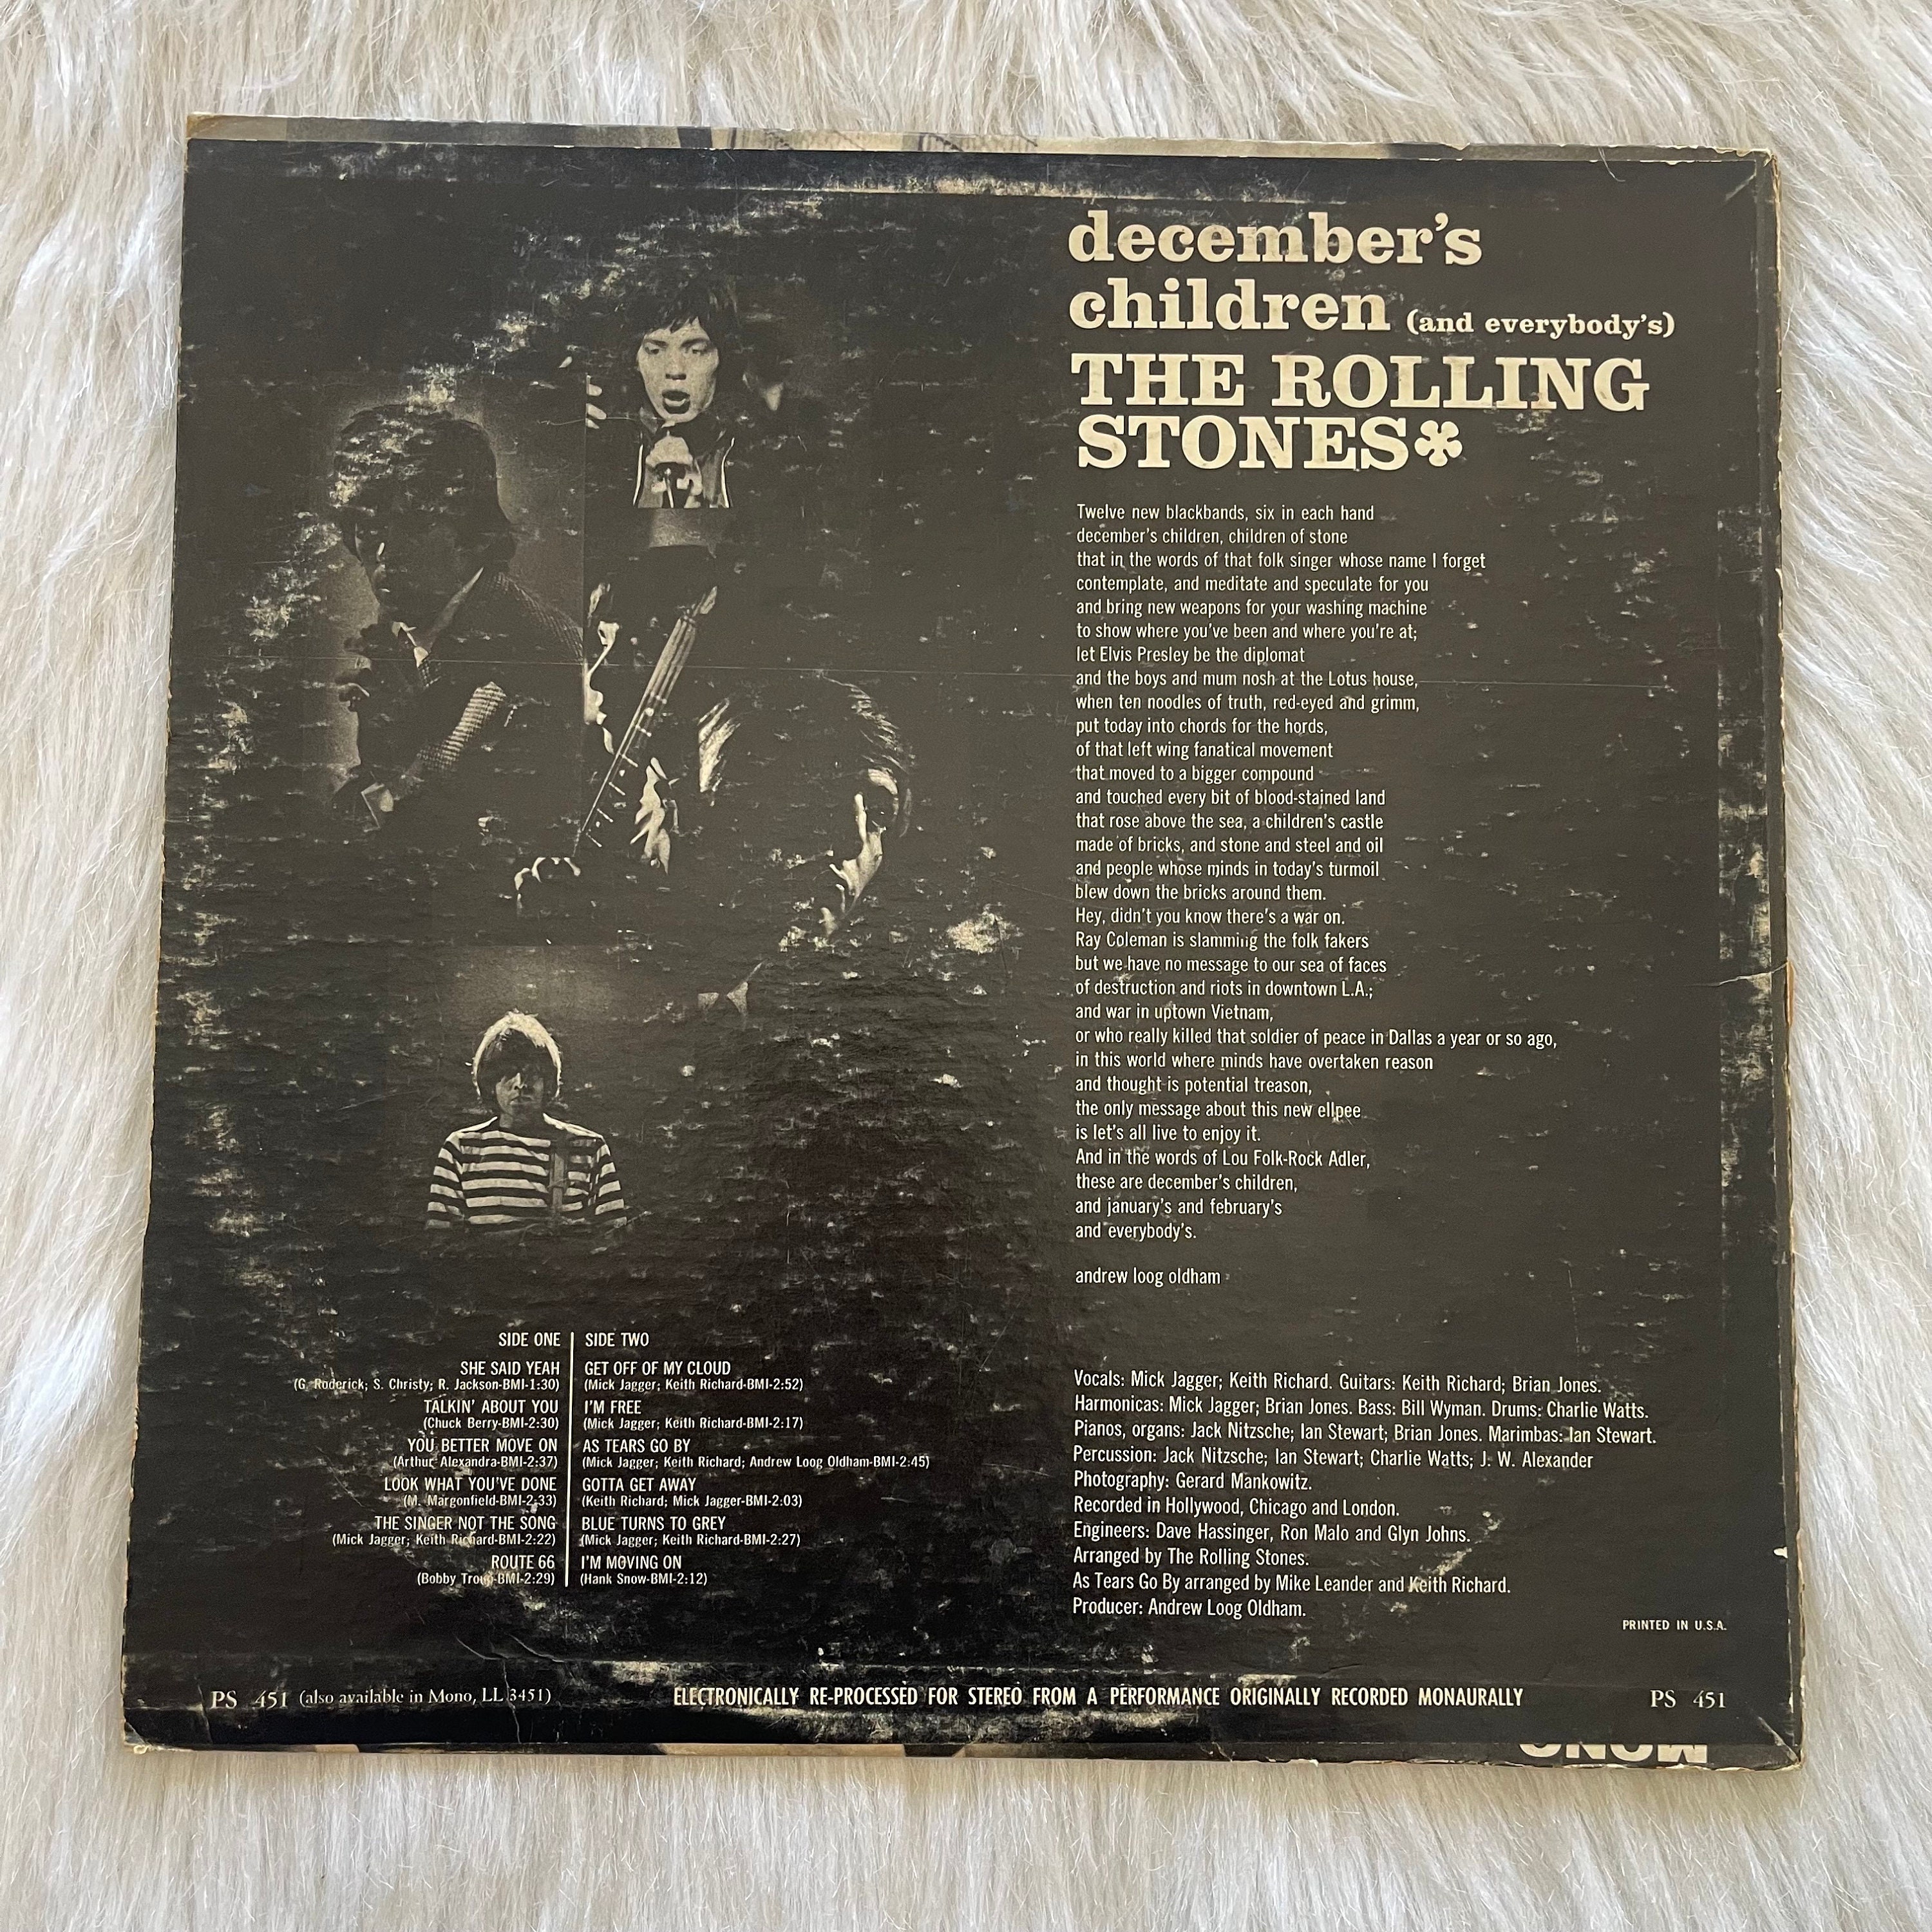 december's
children (and everybody's)
THE ROLLING
STONES
Twelve new blackbands, six in each hand
december's children, children of stone
that in the words of that folk singer whose name I forget
contemplate, and meditate and speculate for you
and bring new weapons for your washing machine
to show where you've been and where you're at;
let Elvis Presley be the diplomat
and the boys and mum nosh at the Lotus house,
when ten noodles of truth, red-eyed and grimm,
put today into chords for the hords,
of that left wing fanatical movement
that moved to a bigger compound
and touched every bit of blood-stained land
that rose above the sea, a children's castle
made of bricks, and stone and steel and oil
and people whose minds in today's turmoil
blew down the bricks around them.
Hey, didn't you know there's a war on.
Ray Coleman is slamming the folk fakers
but we have no message to our sea of faces
of destruction and riots in downtown L.A.;
and war in uptown Vietnam,
or who really killed that soldier of peace in Dallas a year or so ago,
in this world where minds have overtaken reason
and thought is potential treason,
the only message about this new ellpee
is let's all live to enjoy it.
And in the words of Lou Folk-Rock Adler,
these are december's children,
and january's and february's
and everybody's.
andrew loog oldham
SIDE ONE
SHE SAID YEAH
(G. Roderick; S. Christy; R. Jackson-BMI-1:30)
TALKIN' ABOUT YOU
(Chuck Berry-BMI-2:30)
YOU BETTER MOVE ON
(Arthur Alexandra-BMI-2:37)
LOOK WHAT YOU'VE DONE
(M. Margonfield-BMI-2:33)
THE SINGER NOT THE SONG
(Mick Jagger; Keith Richard-BMI-2:22)
ROUTE 66
(Bobby Troup-BMI-2:29)
SIDE TWO
GET OFF OF MY CLOUD
(Mick Jagger; Keith Richard-BMI-2:52)
I'M FREE
(Mick Jagger; Keith Richard-BMI-2:17)
AS TEARS GO BY
(Mick Jagger; Keith Richard; Andrew Loog Oldham-BMI-2:45)
GOTTA GET AWAY
(Keith Richard; Mick Jagger-BMI-2:03)
BLUE TURNS TO GREY
(Mick Jagger; Keith Richard-BMI-2:27)
I'M MOVING ON
(Hank Snow-BMI-2:12)
Vocals: Mick Jagger; Keith Richard. Guitars: Keith Richard; Brian Jones.
Harmonicas: Mick Jagger; Brian Jones. Bass: Bill Wyman. Drums: Charlie Watts.
Pianos, organs: Jack Nitzsche; Ian Stewart; Brian Jones. Marimbas: Ian Stewart.
Percussion: Jack Nitzsche; Ian Stewart; Charlie Watts; J. W. Alexander
Photography: Gerard Mankowitz.
Recorded in Hollywood, Chicago and London.
Engineers: Dave Hassinger, Ron Malo and Glyn Johns.
Arranged by The Rolling Stones.
As Tears Go By arranged by Mike Leander and Keith Richard.
Producer: Andrew Loog Oldham.
PRINTED IN U.S.A.
PS 451 (also available in Mono, LL 3451)
ELECTRONICALLY RE-PROCESSED FOR STEREO FROM A PERFORMANCE ORIGINALLY RECORDED MONAURALLY
PS 451
MONO